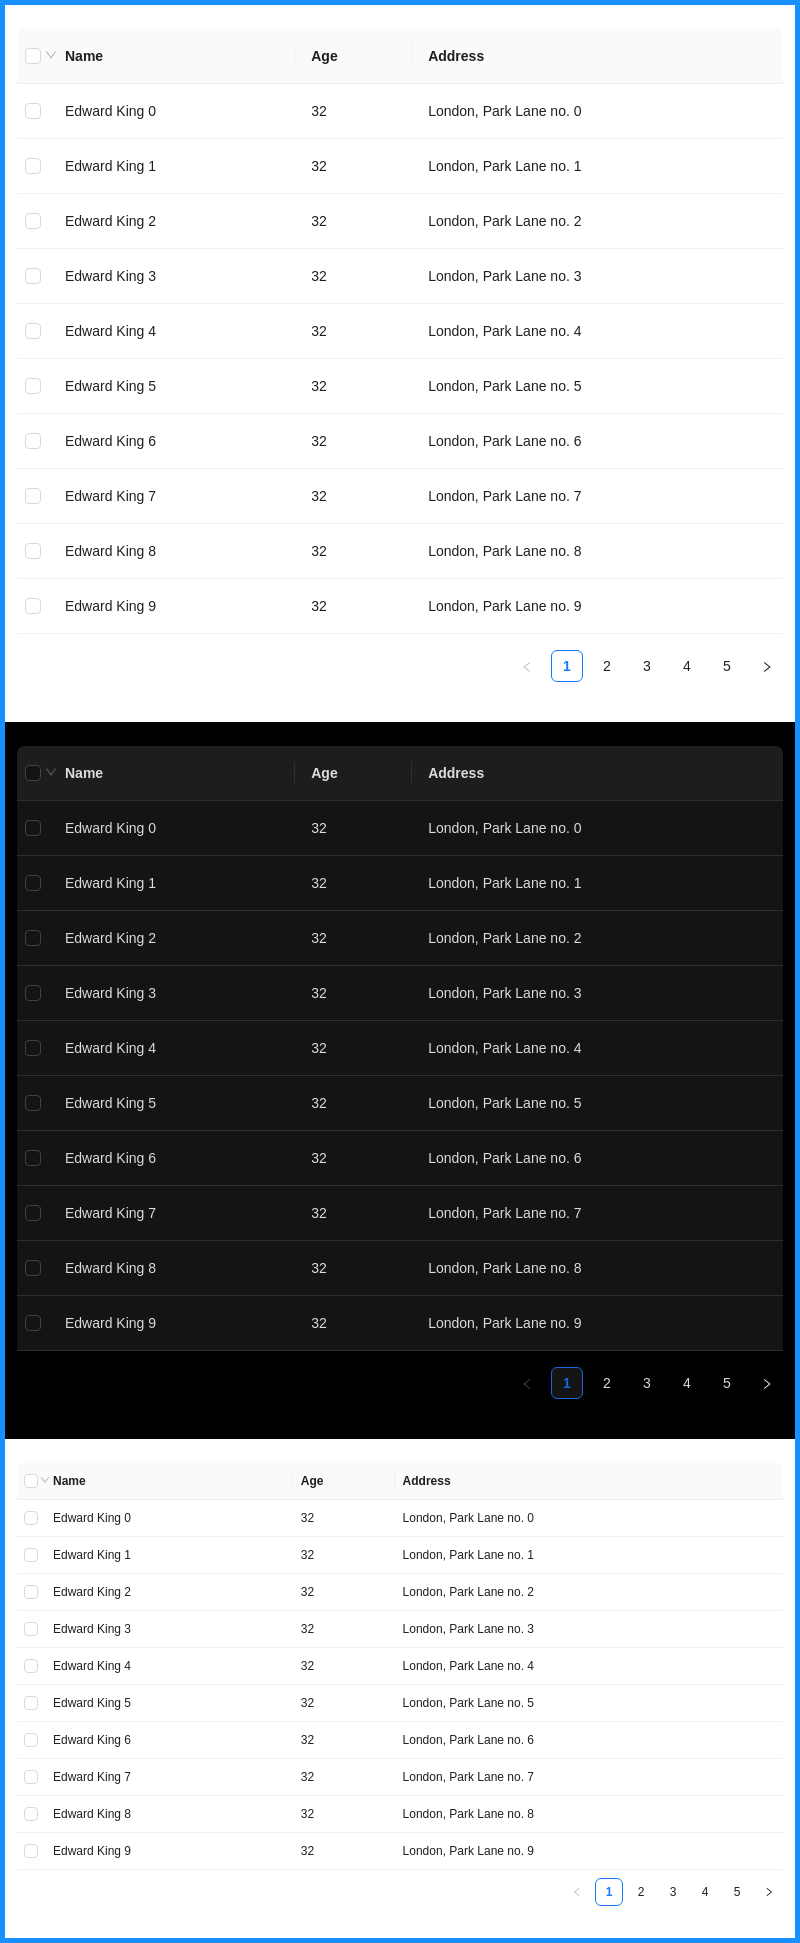 Name Age Address
Edward King 0 32 London, Park Lane no. 0
Edward King 1 32 London, Park Lane no. 1
Edward King 2 32 London, Park Lane no. 2
Edward King 3 32 London, Park Lane no. 3
Edward King 4 32 London, Park Lane no. 4
Edward King 5 32 London, Park Lane no. 5
Edward King 6 32 London, Park Lane no. 6
Edward King 7 32 London, Park Lane no. 7
Edward King 8 32 London, Park Lane no. 8
Edward King 9 32 London, Park Lane no. 9
1 2 3 4 5
Name Age Address
Edward King 0 32 London, Park Lane no. 0
Edward King 1 32 London, Park Lane no. 1
Edward King 2 32 London, Park Lane no. 2
Edward King 3 32 London, Park Lane no. 3
Edward King 4 32 London, Park Lane no. 4
Edward King 5 32 London, Park Lane no. 5
Edward King 6 32 London, Park Lane no. 6
Edward King 7 32 London, Park Lane no. 7
Edward King 8 32 London, Park Lane no. 8
Edward King 9 32 London, Park Lane no. 9
1 2 3 4 5
Name Age Address
Edward King 0 32 London, Park Lane no. 0
Edward King 1 32 London, Park Lane no. 1
Edward King 2 32 London, Park Lane no. 2
Edward King 3 32 London, Park Lane no. 3
Edward King 4 32 London, Park Lane no. 4
Edward King 5 32 London, Park Lane no. 5
Edward King 6 32 London, Park Lane no. 6
Edward King 7 32 London, Park Lane no. 7
Edward King 8 32 London, Park Lane no. 8
Edward King 9 32 London, Park Lane no. 9
1 2 3 4 5